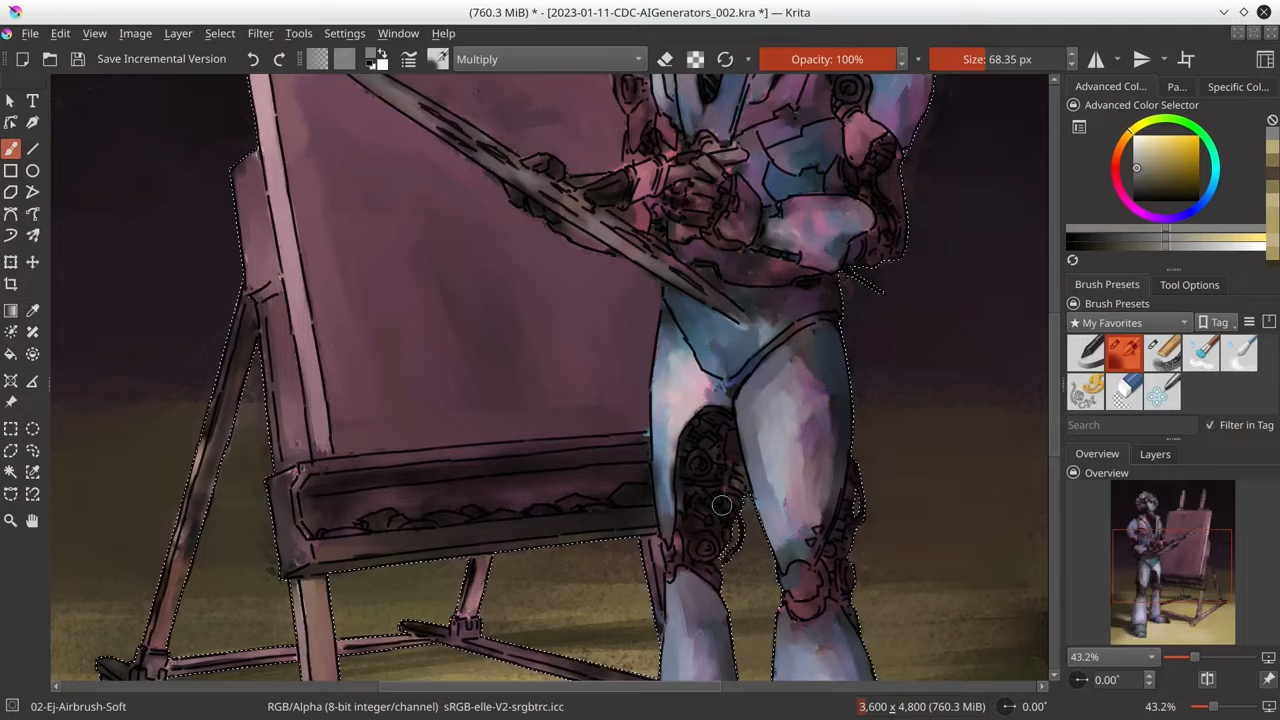 (760.3 MiB) * - [2023-01-11-CDC-AIGenerators_002.kra *] — Krita
File Edit View Image Layer Select Filter Tools Settings Window Help
Save Incremental Version Multiply Opacity: 100% Size: 68.35 px
Advanced Col... Pa... Specific Col...
Advanced Color Selector
Brush Presets Tool Options
Brush Presets
★ My Favorites Tag
Search Filter in Tag
Overview Layers
Overview
43.2%
0.00°
02-Ej-Airbrush-Soft RGB/Alpha (8-bit integer/channel) sRGB-elle-V2-srgbtrc.icc 3,600 x 4,800 (760.3 MiB) 0.00° 43.2%